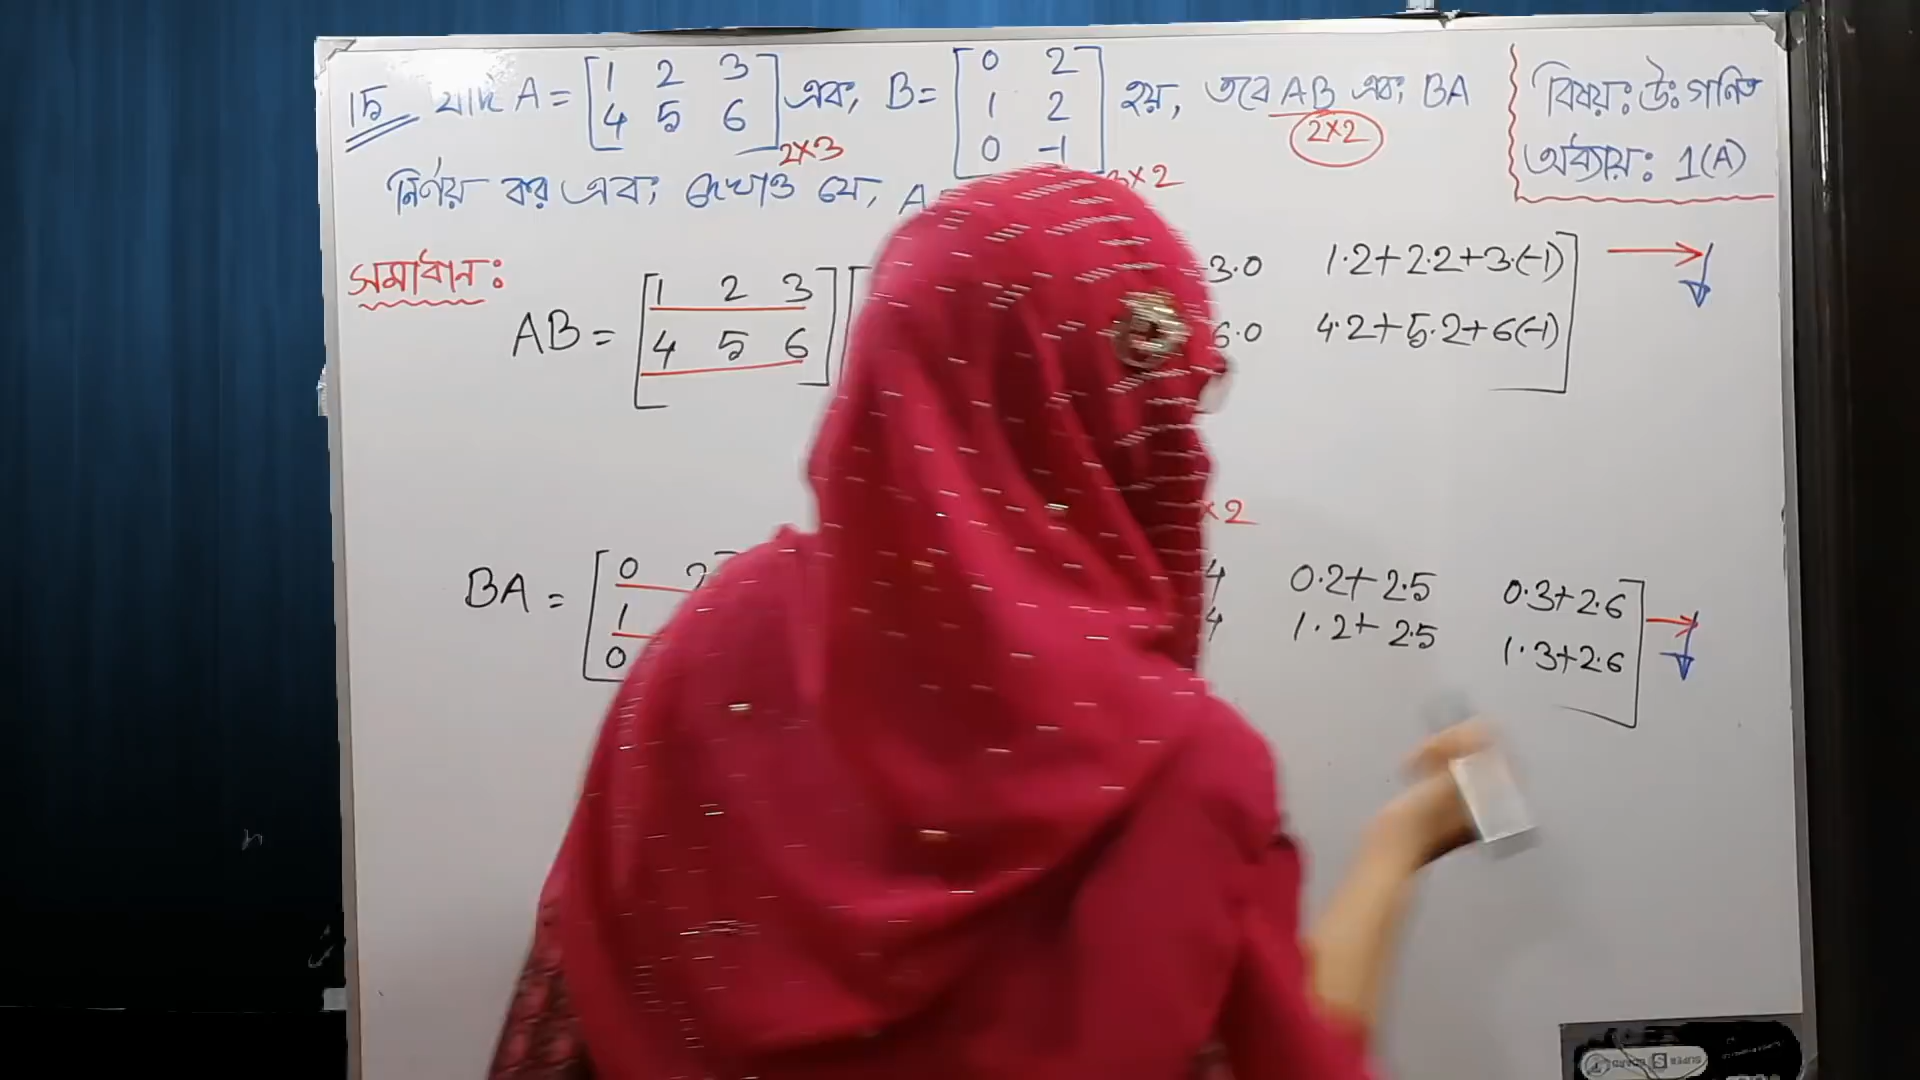 15 যদি A = [1 2 3 4 5 6] 2×3 এবং B = [0 2 1 2 0 -1] 3×2 হয়, তবে AB 2×2 এবং BA
নির্ণয় কর এবং দেখাও যে, A
বিষয়ঃ উঃ গনিত
অধ্যায়ঃ 1(A)
সমাধানঃ
AB = [1 2 3 4 5 6] [ 3.0 1.2+2.2+3.(-1)
6.0 4.2+5.2+6(-1) ]
×2
BA = [0 2 4 0.2+2.5 0.3+2.6
1 4 1.2+2.5 1.3+2.6 ]
0